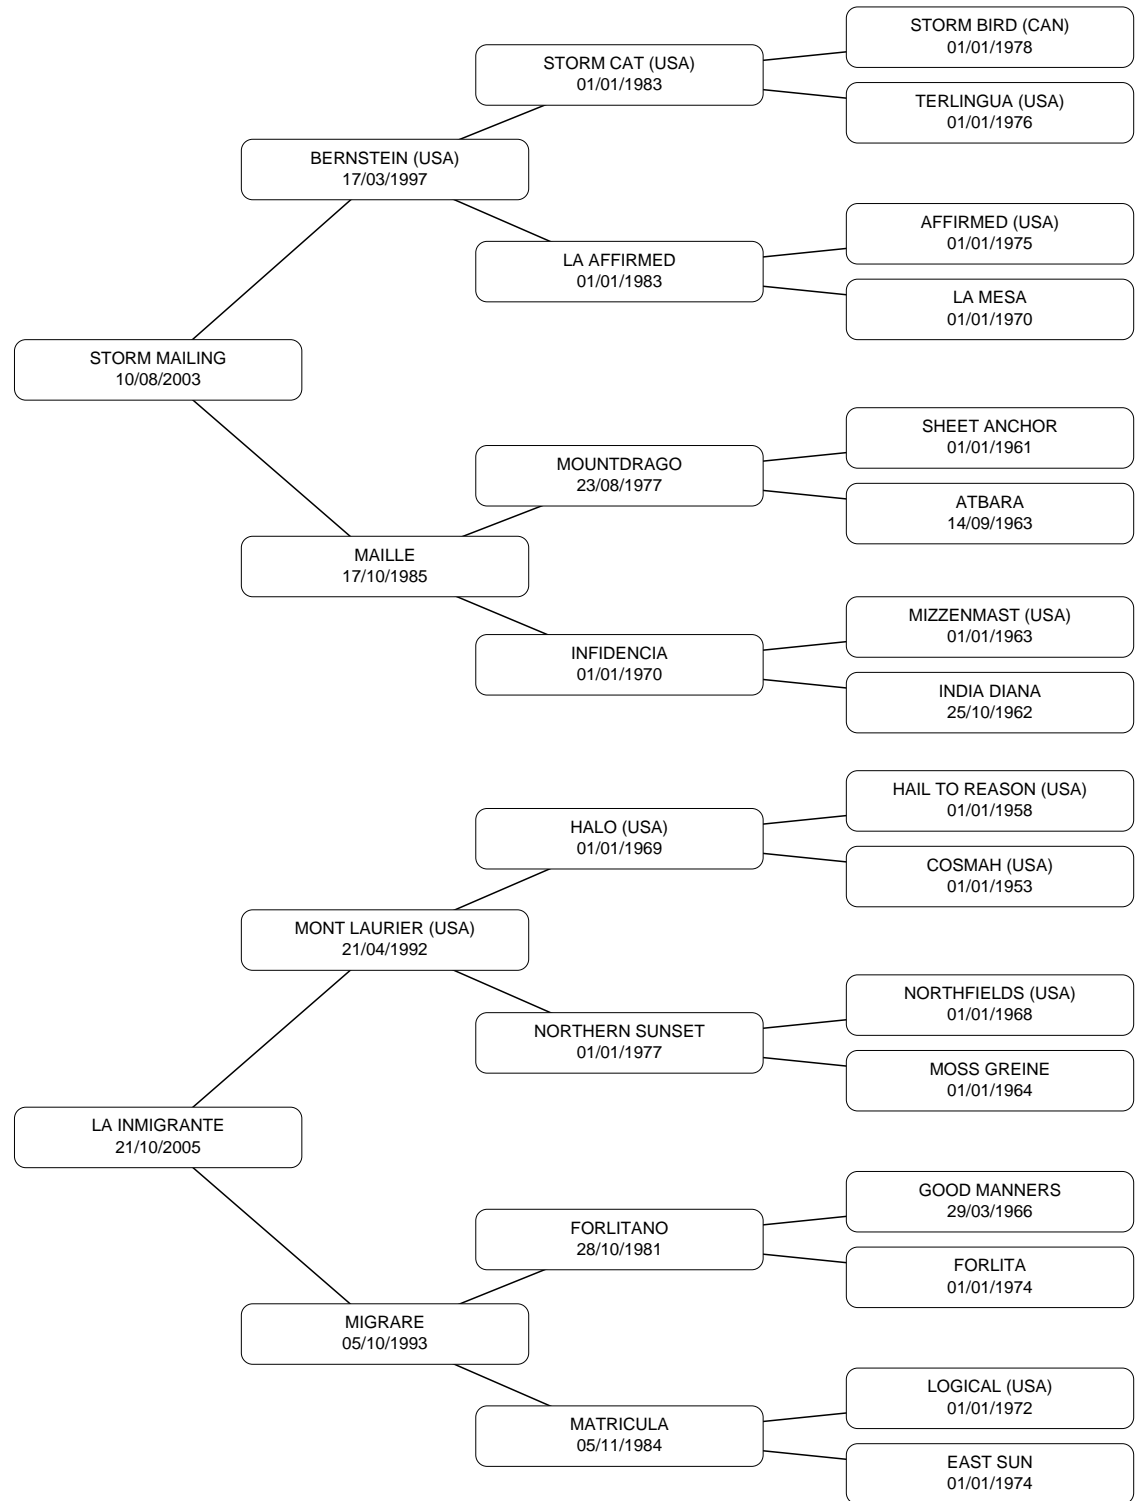 STORM BIRD (CAN)
01/01/1978
STORM CAT (USA)
01/01/1983
TERLINGUA (USA)
01/01/1976
BERNSTEIN (USA)
17/03/1997
AFFIRMED (USA)
01/01/1975
LA AFFIRMED
01/01/1983
LA MESA
01/01/1970
STORM MAILING
10/08/2003
SHEET ANCHOR
01/01/1961
MOUNTDRAGO
23/08/1977
ATBARA
14/09/1963
MAILLE
17/10/1985
MIZZENMAST (USA)
01/01/1963
INFIDENCIA
01/01/1970
INDIA DIANA
25/10/1962
HAIL TO REASON (USA)
01/01/1958
HALO (USA)
01/01/1969
COSMAH (USA)
01/01/1953
MONT LAURIER (USA)
21/04/1992
NORTHFIELDS (USA)
01/01/1968
NORTHERN SUNSET
01/01/1977
MOSS GREINE
01/01/1964
LA INMIGRANTE
21/10/2005
GOOD MANNERS
29/03/1966
FORLITANO
28/10/1981
FORLITA
01/01/1974
MIGRARE
05/10/1993
LOGICAL (USA)
01/01/1972
MATRICULA
05/11/1984
EAST SUN
01/01/1974